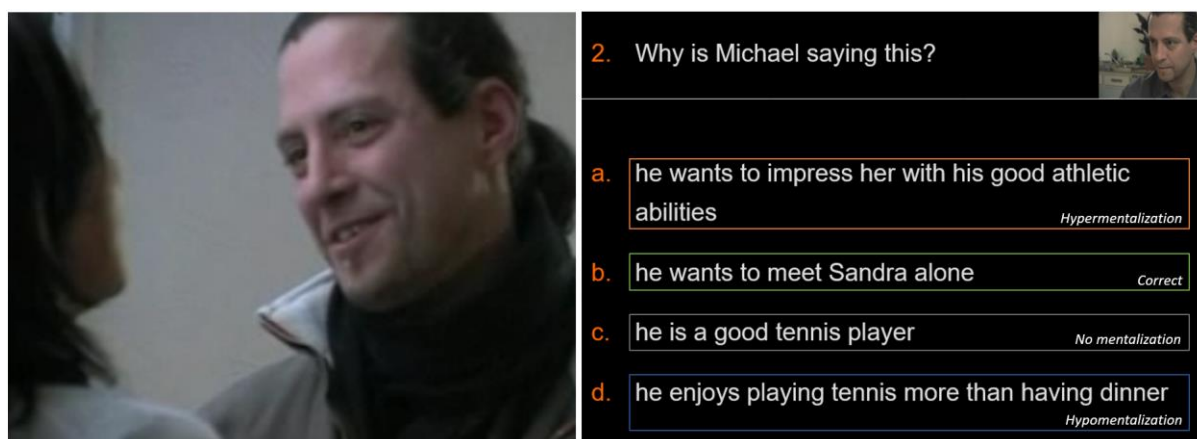 2. Why is Michael saying this?
a. he wants to impress her with his good athletic
abilities
Hypermentalization
b. he wants to meet Sandra alone
Correct
c. he is a good tennis player
No mentalization
d. he enjoys playing tennis more than having dinner
Hypomentalization